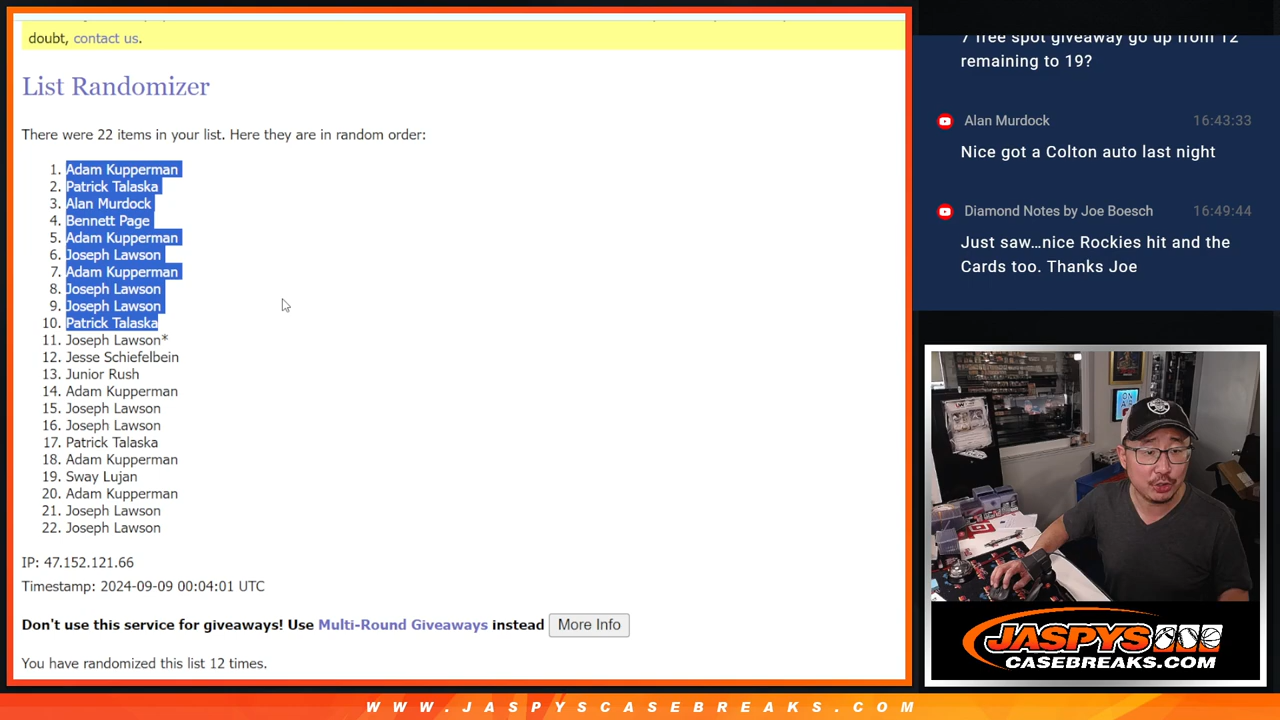 doubt, contact us.
List Randomizer
There were 22 items in your list. Here they are in random order:
1. Adam Kupperman
2. Patrick Talaska
3. Alan Murdock
4. Bennett Page
5. Adam Kupperman
6. Joseph Lawson
7. Adam Kupperman
8. Joseph Lawson
9. Joseph Lawson
10. Patrick Talaska
11. Joseph Lawson*
12. Jesse Schiefelbein
13. Junior Rush
14. Adam Kupperman
15. Joseph Lawson
16. Joseph Lawson
17. Patrick Talaska
18. Adam Kupperman
19. Sway Lujan
20. Adam Kupperman
21. Joseph Lawson
22. Joseph Lawson
IP: 47.152.121.66
Timestamp: 2024-09-09 00:04:01 UTC
Don't use this service for giveaways! Use Multi-Round Giveaways instead More Info
You have randomized this list 12 times.
7 free spot giveaway go up from 12
remaining to 19?
Alan Murdock 16:43:33
Nice got a Colton auto last night
Diamond Notes by Joe Boesch 16:49:44
Just saw...nice Rockies hit and the
Cards too. Thanks Joe
JASPYS
CASEBREAKS.COM
WWW.JASPYSCASEBREAKS.COM